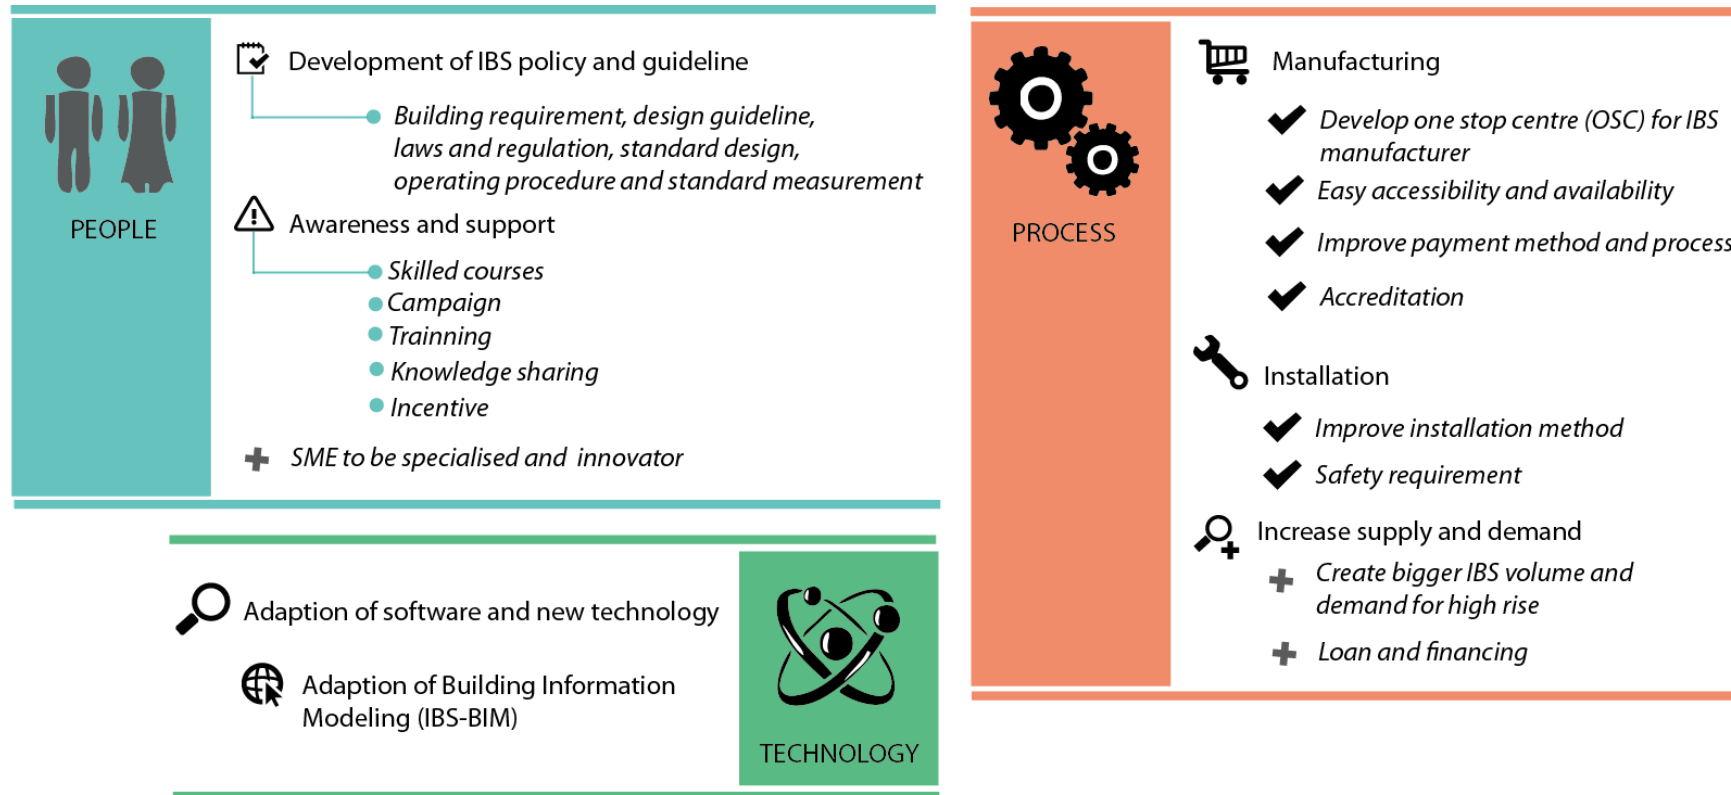 PEOPLE
Development of IBS policy and guideline
Building requirement, design guideline,
laws and regulation, standard design,
operating procedure and standard measurement
Awareness and support
Skilled courses
Campaign
Trainning
Knowledge sharing
Incentive
SME to be specialised and innovator
Adaption of software and new technology
Adaption of Building Information
Modeling (IBS-BIM)
TECHNOLOGY
PROCESS
Manufacturing
Develop one stop centre (OSC) for IBS
manufacturer
Easy accessibility and availability
Improve payment method and process
Accreditation
Installation
Improve installation method
Safety requirement
Increase supply and demand
Create bigger IBS volume and
demand for high rise
Loan and financing